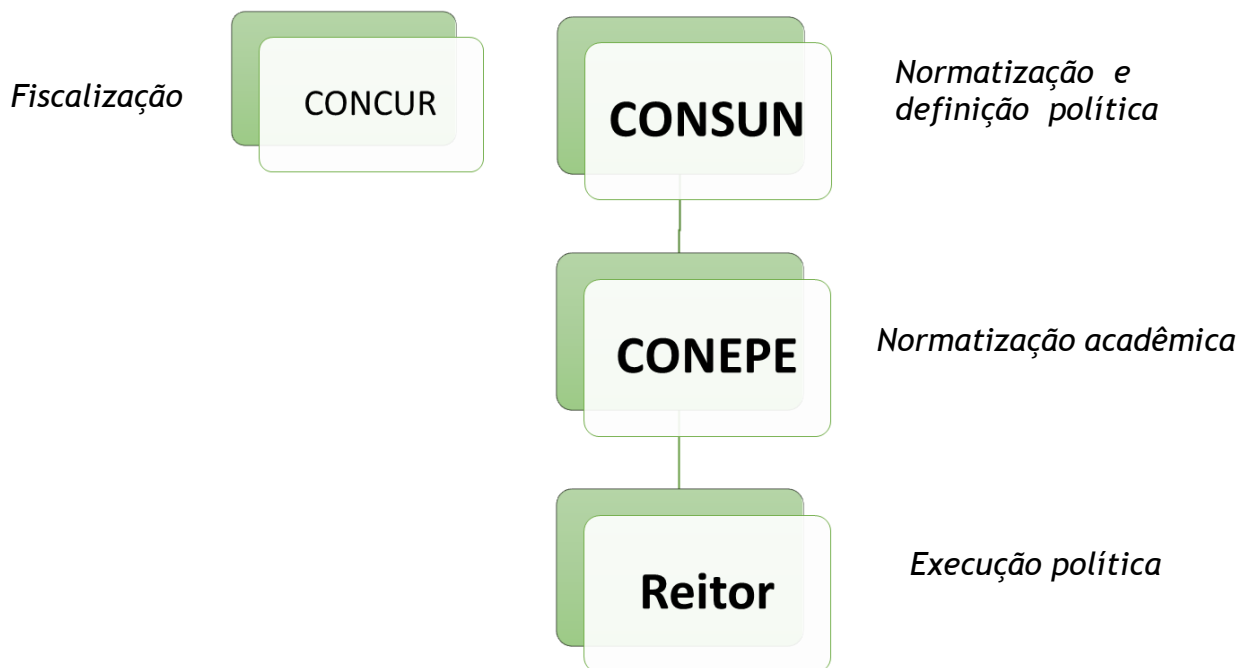 Fiscalização
CONCUR
CONSUN
Normatização e
definição política
CONEPE
Normatização acadêmica
Reitor
Execução política